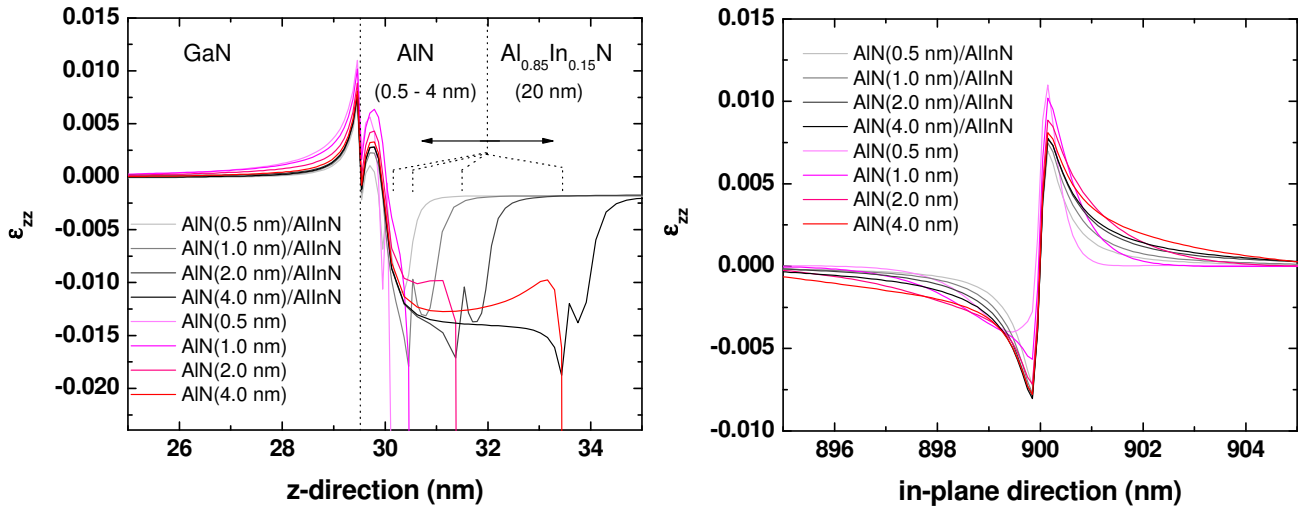 0.015
0.010
0.005
0.000
-0.005
-0.010
-0.015
-0.020
ε_zz
GaN
AlN
(0.5 - 4 nm)
Al_0.85In_0.15N
(20 nm)
AlN(0.5 nm)/AlInN
AlN(1.0 nm)/AlInN
AlN(2.0 nm)/AlInN
AlN(4.0 nm)/AlInN
AlN(0.5 nm)
AlN(1.0 nm)
AlN(2.0 nm)
AlN(4.0 nm)
26 28 30 32 34
z-direction (nm)
0.015
0.010
0.005
0.000
-0.005
-0.010
ε_zz
AlN(0.5 nm)/AlInN
AlN(1.0 nm)/AlInN
AlN(2.0 nm)/AlInN
AlN(4.0 nm)/AlInN
AlN(0.5 nm)
AlN(1.0 nm)
AlN(2.0 nm)
AlN(4.0 nm)
896 898 900 902 904
in-plane direction (nm)